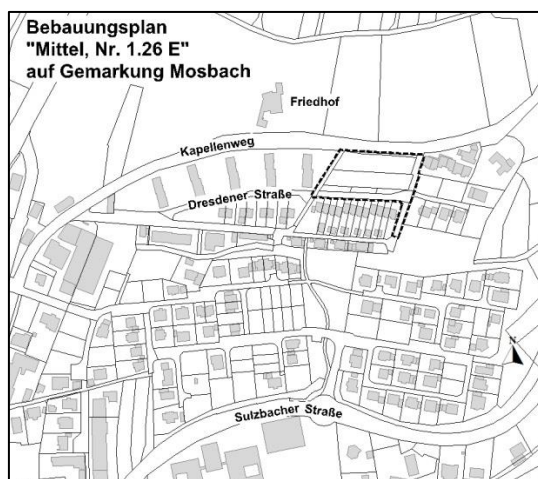 Bebauungsplan
"Mittel, Nr. 1.26 E"
auf Gemarkung Mosbach
Friedhof
Kapellenweg
Dresdener Straße
N
Sulzbacher Straße